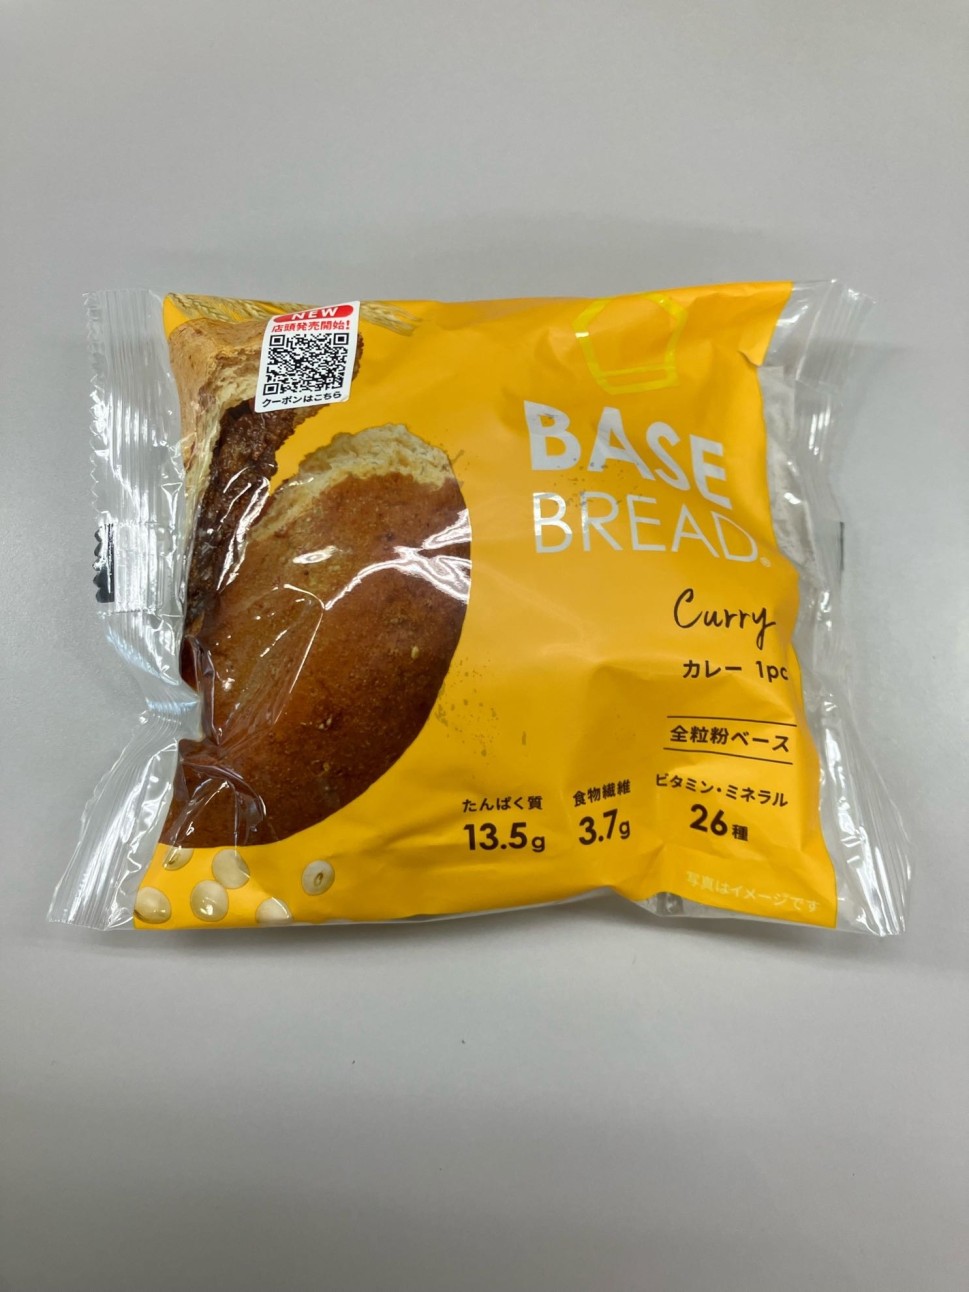 NEW
店頭発売開始!
クーポンはこちら
BASE
BREAD®
Curry
カレー 1pc
全粒粉ベース
たんぱく質
13.5g
食物繊維
3.7g
ビタミン・ミネラル
26種
写真はイメージです